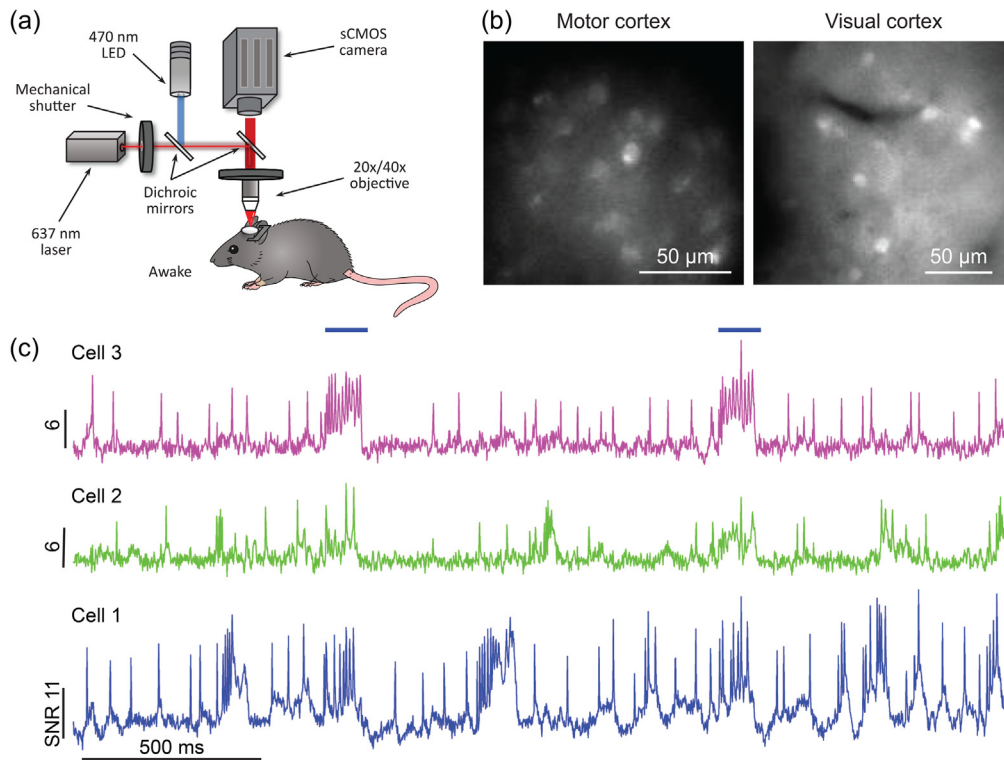 (a)
470 nm
LED
sCMOS
camera
Mechanical
shutter
Dichroic
mirrors
20x/40x
objective
637 nm
laser
Awake
(b)
Motor cortex
Visual cortex
50 µm
50 µm
(c)
Cell 3
6
Cell 2
6
Cell 1
SNR 11
500 ms